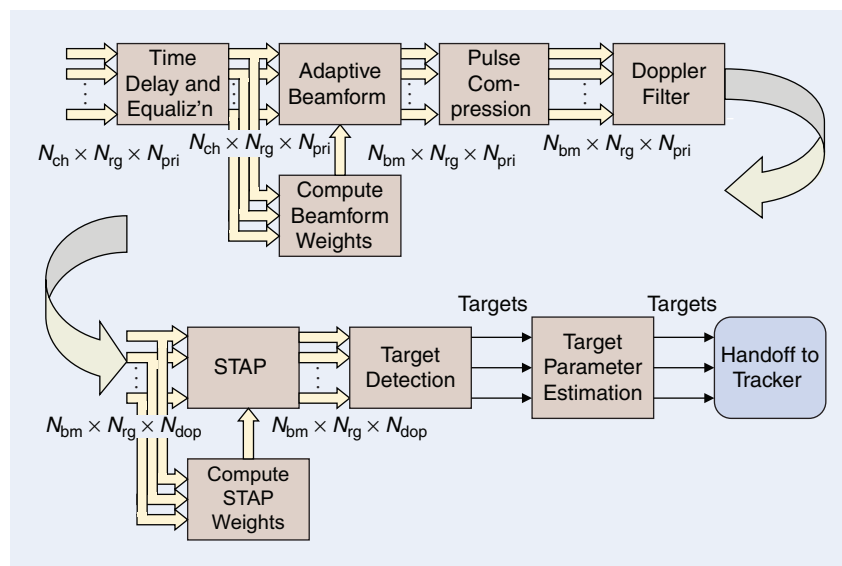 Time
Delay and
Equaliz'n
Adaptive
Beamform
Pulse
Com-
pression
Doppler
Filter
N_ch × N_rg × N_pri
N_ch × N_rg × N_pri
N_bm × N_rg × N_pri
N_bm × N_rg × N_pri
Compute
Beamform
Weights
Targets
Targets
STAP
Target
Detection
Target
Parameter
Estimation
Handoff to
Tracker
N_bm × N_rg × N_dop
N_bm × N_rg × N_dop
Compute
STAP
Weights